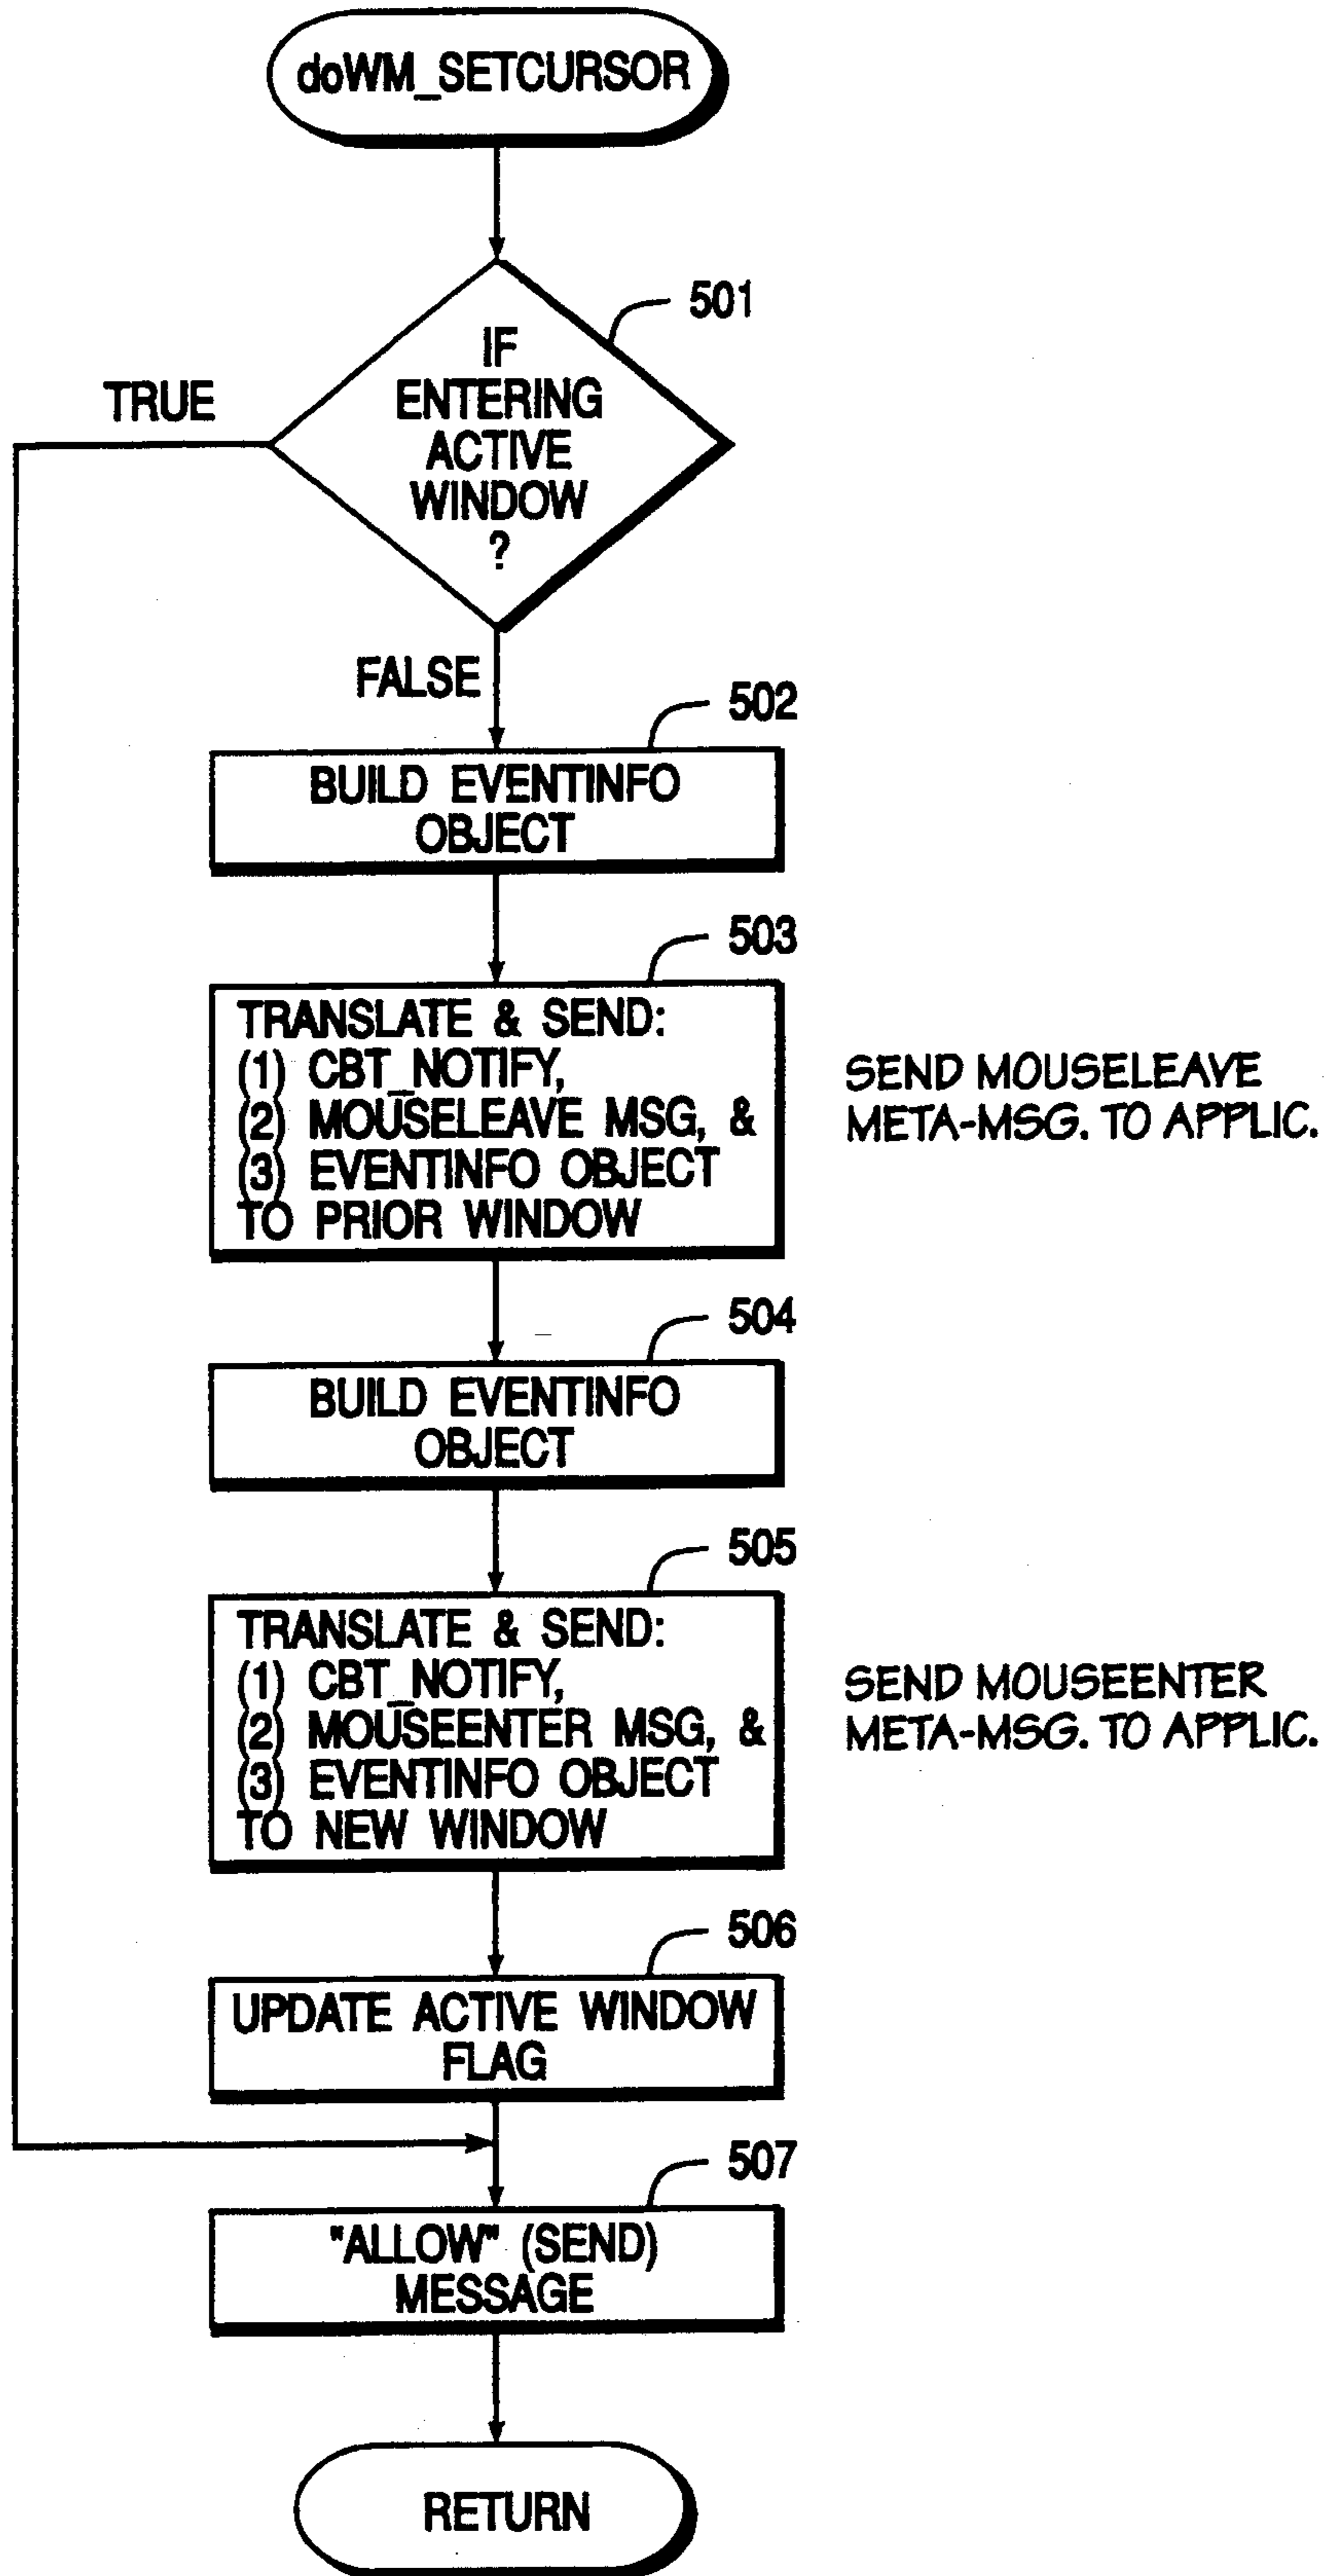 doWM_SETCURSOR
501
IF
ENTERING
ACTIVE
WINDOW
?
TRUE
FALSE
502
BUILD EVENTINFO
OBJECT
503
TRANSLATE & SEND:
(1) CBT_NOTIFY,
(2) MOUSELEAVE MSG, &
(3) EVENTINFO OBJECT
TO PRIOR WINDOW
SEND MOUSELEAVE
META-MSG. TO APPLIC.
504
BUILD EVENTINFO
OBJECT
505
TRANSLATE & SEND:
(1) CBT_NOTIFY,
(2) MOUSEENTER MSG, &
(3) EVENTINFO OBJECT
TO NEW WINDOW
SEND MOUSEENTER
META-MSG. TO APPLIC.
506
UPDATE ACTIVE WINDOW
FLAG
507
"ALLOW" (SEND)
MESSAGE
RETURN